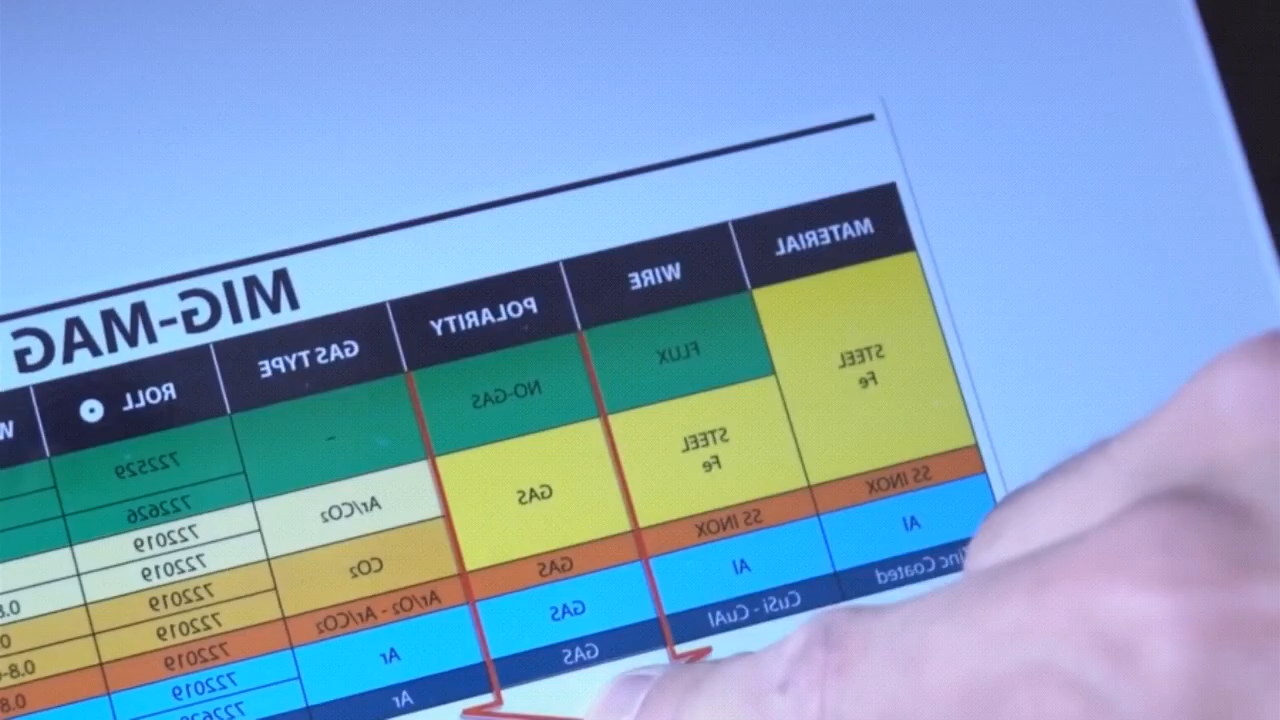 MIG-MAG
MATERIAL WIRE POLARITY GAS TYPE ROLL W
STEEL Fe FLUX NO-GAS - 722529
722626
STEEL Fe GAS Ar/CO2 722019
722019
CO2 722019
722019
SS INOX SS INOX GAS Ar/O2 - Ar/CO2 722019
Al Al GAS Ar 722019
Coated CuSi - CuAl GAS Ar